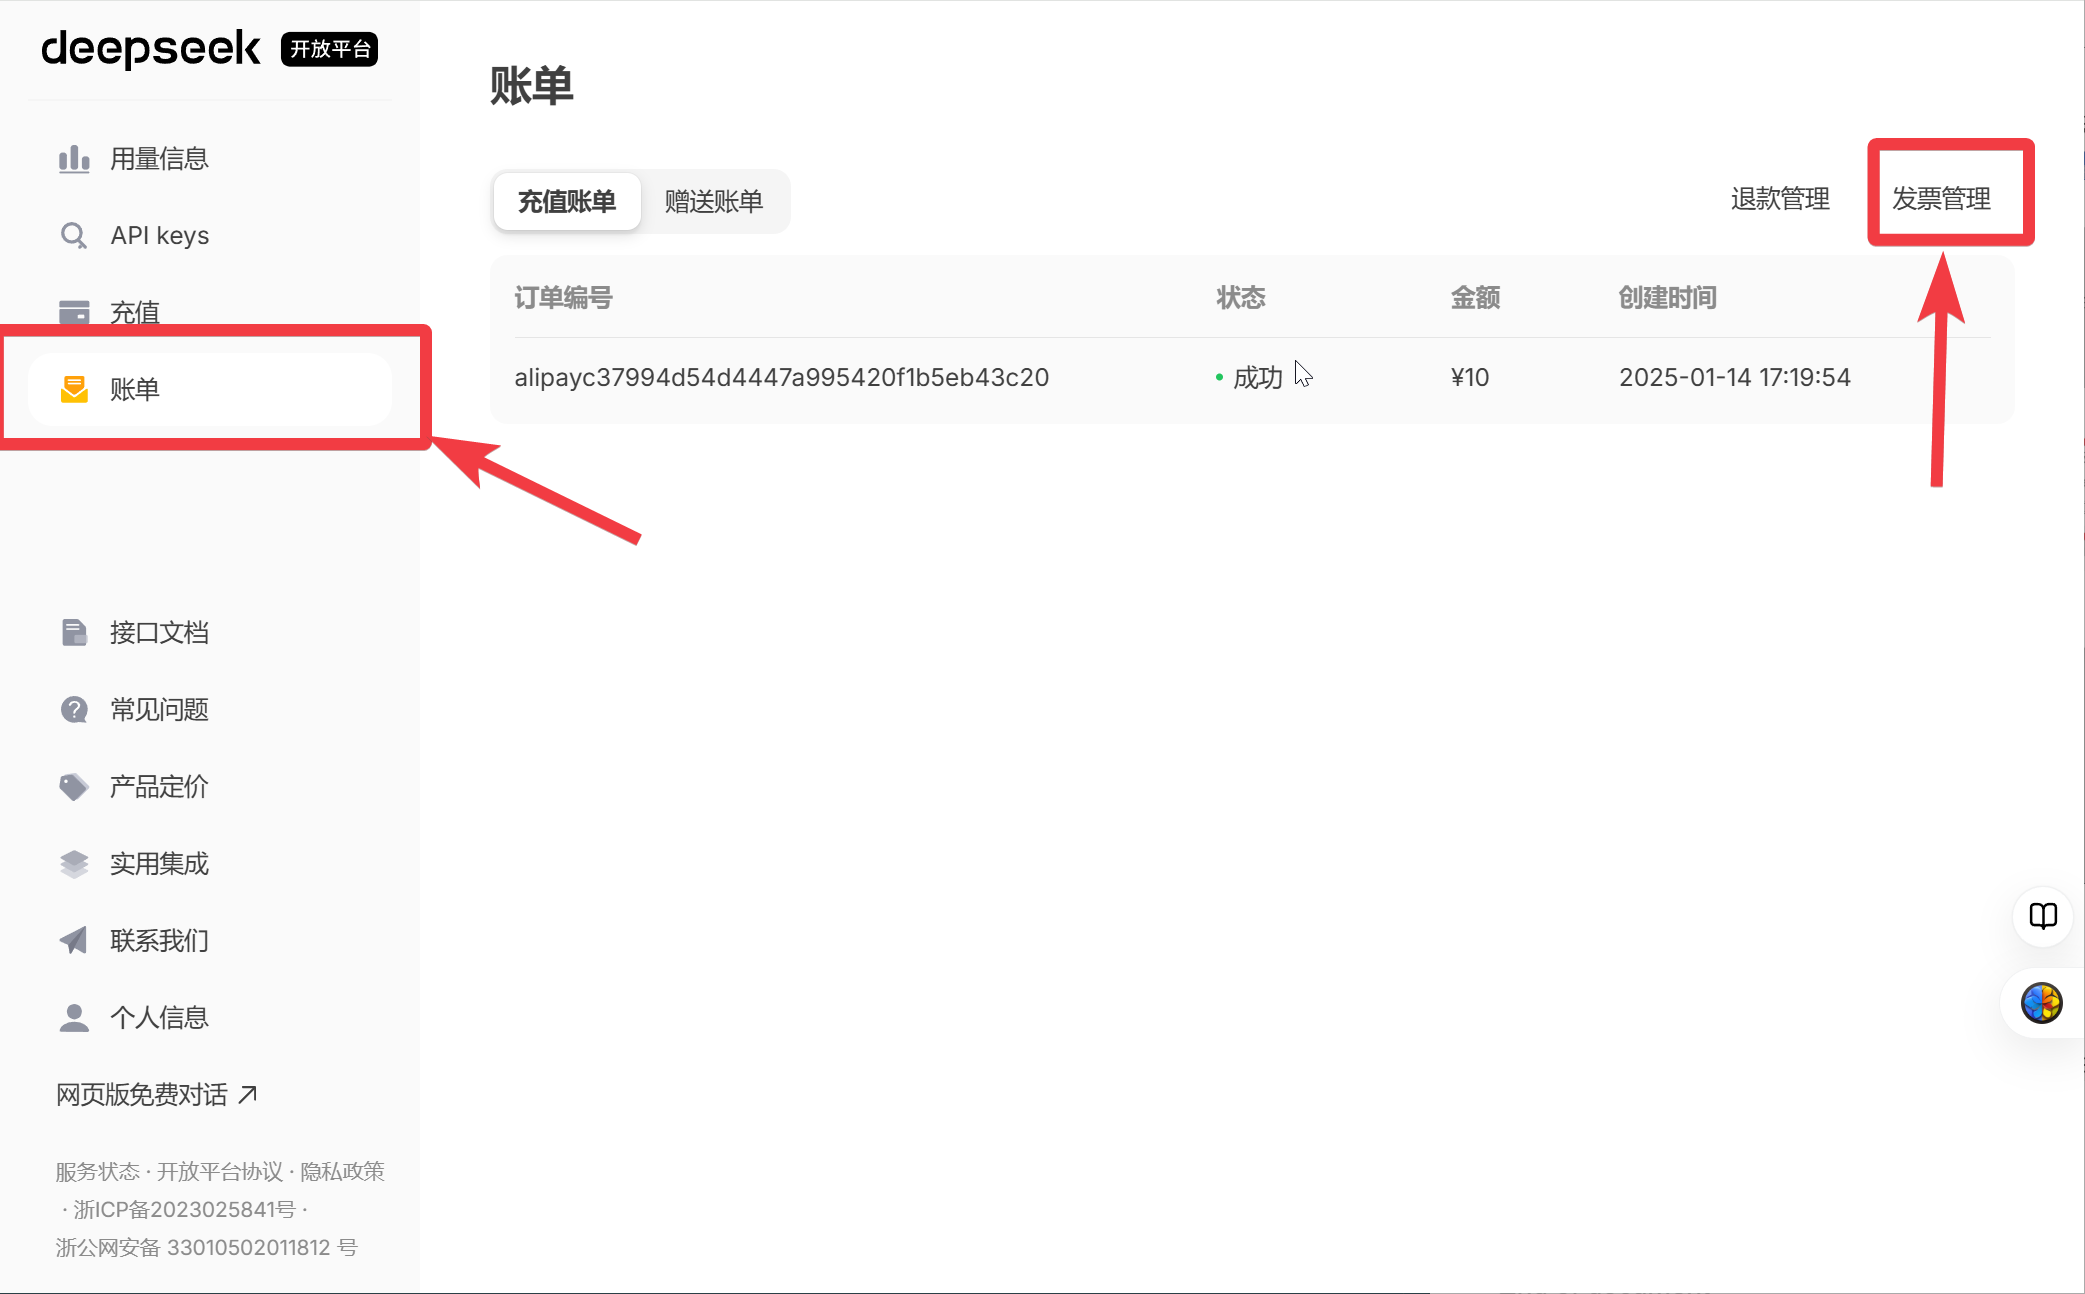 deepseek 开放平台
用量信息
API keys
充值
账单
接口文档
常见问题
产品定价
实用集成
联系我们
个人信息
网页版免费对话
服务状态 · 开放平台协议 · 隐私政策
· 浙ICP备2023025841号 ·
浙公网安备 33010502011812 号
账单
充值账单 赠送账单 退款管理 发票管理
订单编号 状态 金额 创建时间
alipayc37994d54d4447a995420f1b5eb43c20 成功 ¥10 2025-01-14 17:19:54